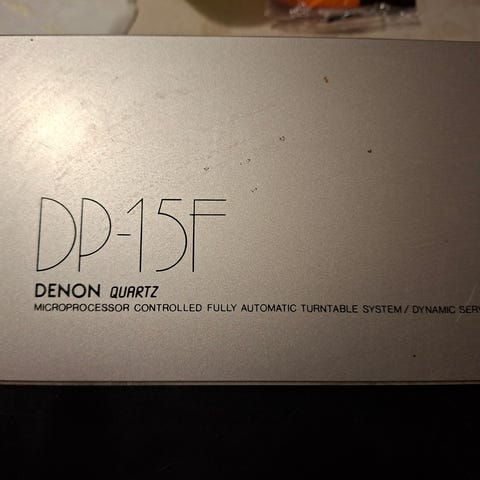 DP-15F
DENON QUARTZ
MICROPROCESSOR CONTROLLED FULLY AUTOMATIC TURNTABLE SYSTEM / DYNAMIC